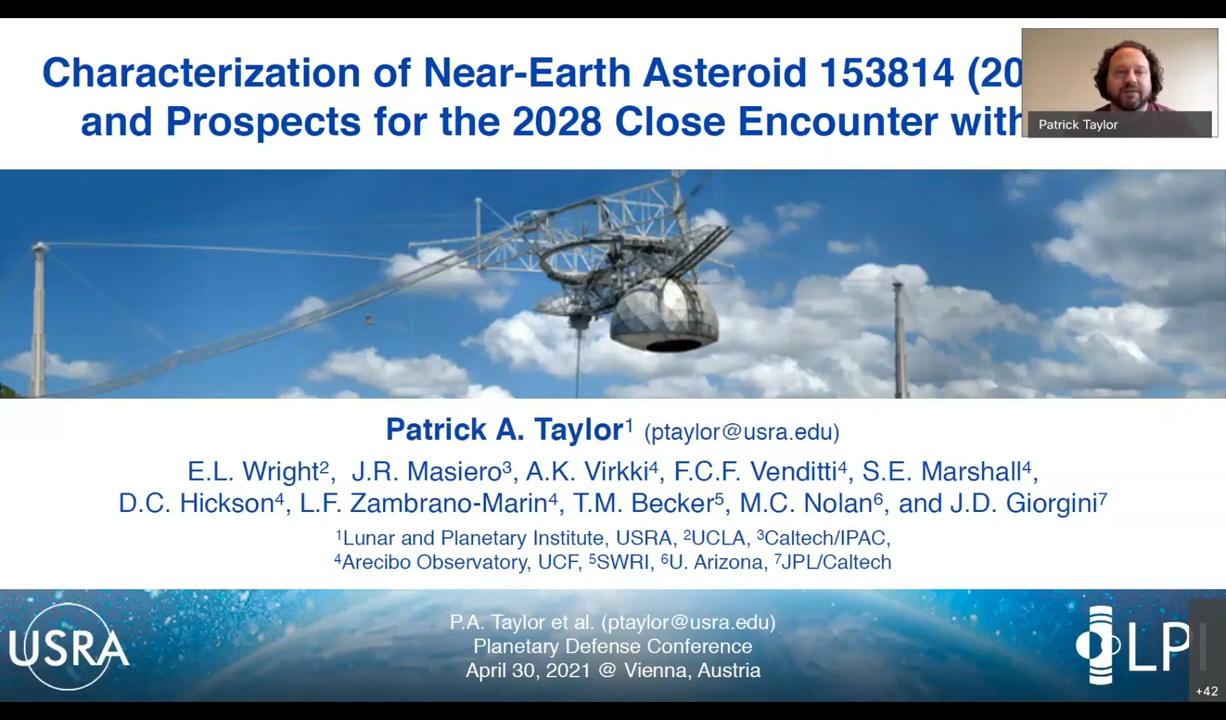 Characterization of Near-Earth Asteroid 153814 (20
and Prospects for the 2028 Close Encounter with
Patrick Taylor
Patrick A. Taylor¹ (ptaylor@usra.edu)
E.L. Wright², J.R. Masiero³, A.K. Virkki⁴, F.C.F. Venditti⁴, S.E. Marshall⁴,
D.C. Hickson⁴, L.F. Zambrano-Marin⁴, T.M. Becker⁵, M.C. Nolan⁶, and J.D. Giorgini⁷
¹Lunar and Planetary Institute, USRA, ²UCLA, ³Caltech/IPAC,
⁴Arecibo Observatory, UCF, ⁵SWRI, ⁶U. Arizona, ⁷JPL/Caltech
USRA
P.A. Taylor et al. (ptaylor@usra.edu)
Planetary Defense Conference
April 30, 2021 @ Vienna, Austria
LPI
+42